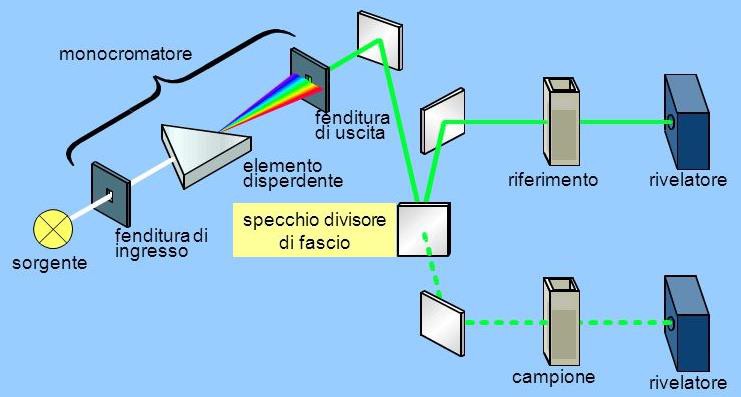 monocromatore
fenditura
di uscita
elemento
disperdente
riferimento
rivelatore
specchio divisore
di fascio
fenditura di
ingresso
sorgente
campione
rivelatore